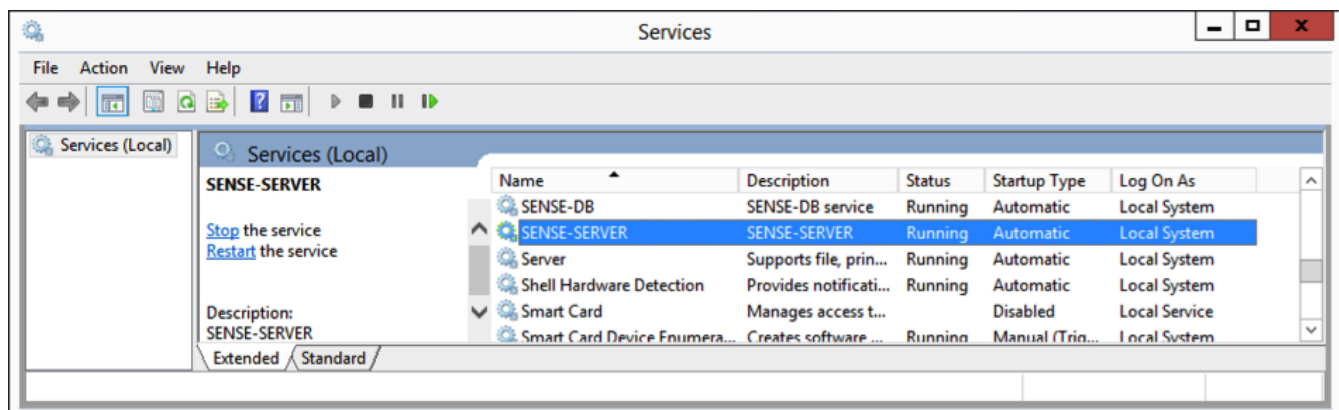 Services
File Action View Help
Services (Local)
Services (Local)
SENSE-SERVER
Stop the service
Restart the service
Description:
SENSE-SERVER
Name Description Status Startup Type Log On As
SENSE-DB SENSE-DB service Running Automatic Local System
SENSE-SERVER SENSE-SERVER Running Automatic Local System
Server Supports file, prin... Running Automatic Local System
Shell Hardware Detection Provides notificati... Running Automatic Local System
Smart Card Manages access t... Disabled Local Service
Smart Card Device Enumera... Creates software ... Running Manual (Trig... Local System
Extended Standard